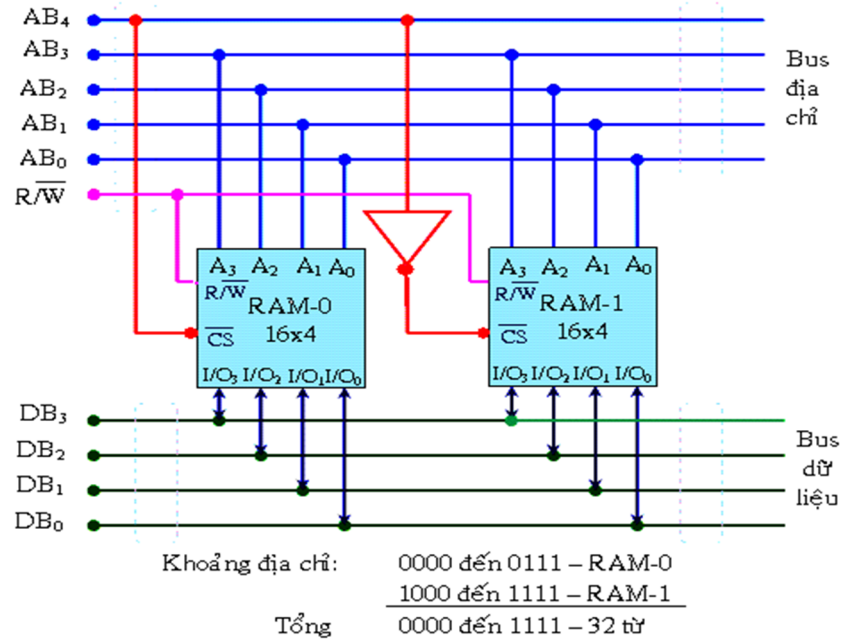 AB₄
AB₃
AB₂
AB₁
AB₀
R/W̅
Bus
địa
chỉ
A₃ A₂ A₁ A₀
R/W̅
RAM-0
C̅S̅
16x4
I/O₃ I/O₂ I/O₁ I/O₀
A₃ A₂ A₁ A₀
R/W̅
RAM-1
C̅S̅
16x4
I/O₃ I/O₂ I/O₁ I/O₀
DB₃
DB₂
DB₁
DB₀
Bus
dữ
liệu
Khoảng địa chỉ: 0000 đến 0111 – RAM-0
1000 đến 1111 – RAM-1
Tổng 0000 đến 1111 – 32 từ